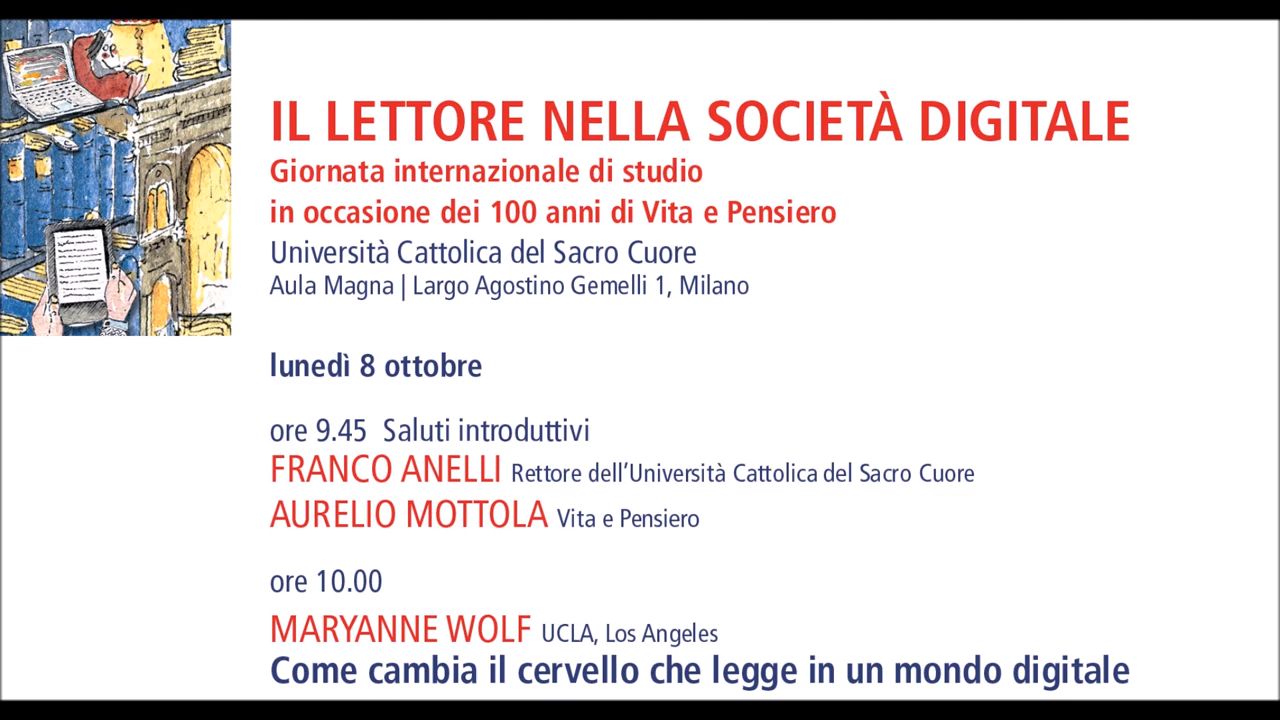 IL LETTORE NELLA SOCIETÀ DIGITALE
Giornata internazionale di studio
in occasione dei 100 anni di Vita e Pensiero
Università Cattolica del Sacro Cuore
Aula Magna | Largo Agostino Gemelli 1, Milano
lunedì 8 ottobre
ore 9.45 Saluti introduttivi
FRANCO ANELLI Rettore dell’Università Cattolica del Sacro Cuore
AURELIO MOTTOLA Vita e Pensiero
ore 10.00
MARYANNE WOLF UCLA, Los Angeles
Come cambia il cervello che legge in un mondo digitale